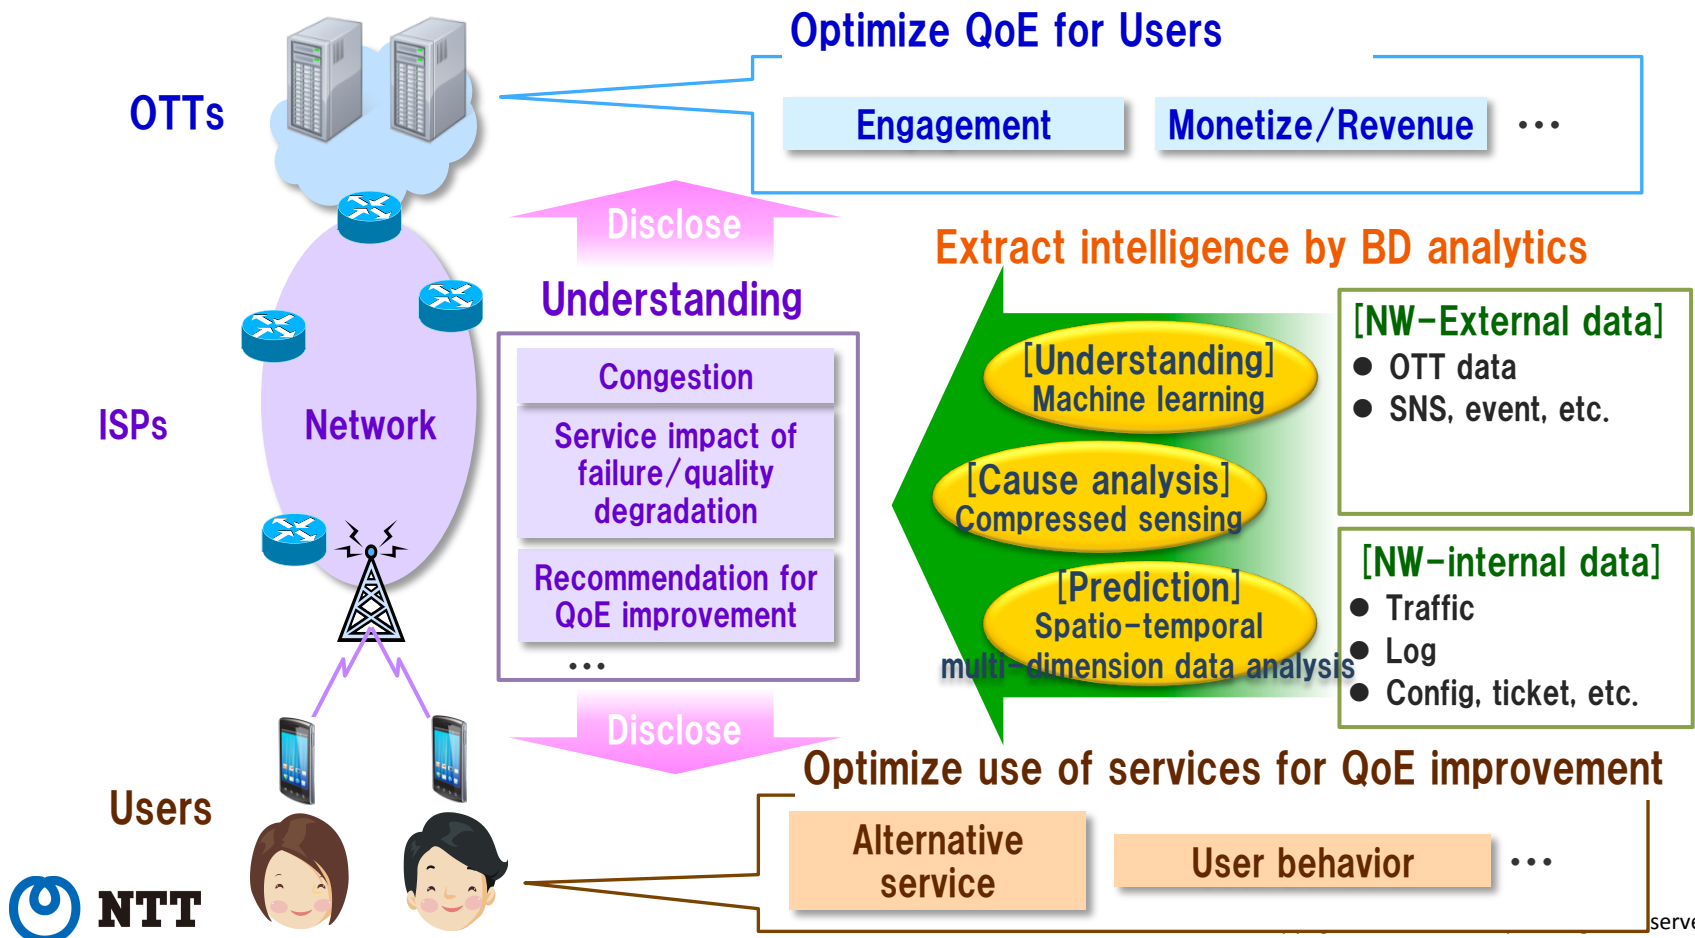 Optimize QoE for Users
OTTs
Engagement
Monetize/Revenue
...
Disclose
Extract intelligence by BD analytics
Understanding
Congestion
Service impact of
failure/quality
degradation
Recommendation for
QoE improvement
...
ISPs
Network
[Understanding]
Machine learning
[Cause analysis]
Compressed sensing
[Prediction]
Spatio-temporal
multi-dimension data analysis
[NW-External data]
● OTT data
● SNS, event, etc.
[NW-internal data]
● Traffic
● Log
● Config, ticket, etc.
Disclose
Optimize use of services for QoE improvement
Users
Alternative
service
User behavior
...
NTT